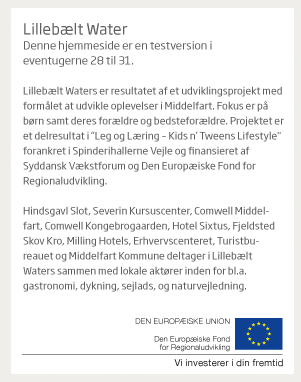 Lillebælt Water
Denne hjemmeside er en testversion i
eventugerne 28 til 31.
Lillebælt Waters er resultatet af et udviklingsprojekt med
formålet at udvikle oplevelser i Middelfart. Fokus er på
børn samt deres forældre og bedsteforældre. Projektet er
et delresultat i "Leg og Læring – Kids n' Tweens Lifestyle"
forankret i Spinderihallerne Vejle og finansieret af
Syddansk Vækstforum og Den Europæiske Fond for
Regionaludvikling.
Hindsgavl Slot, Severin Kursuscenter, Comwell Middel-
fart, Comwell Kongebrogaarden, Hotel Sixtus, Fjeldsted
Skov Kro, Milling Hotels, Erhvervscenteret, Turistbu-
reauet og Middelfart Kommune deltager i Lillebælt
Waters sammen med lokale aktører inden for bl.a.
gastronomi, dykning, sejlads, og naturvejledning.
DEN EUROPÆISKE UNION
Den Europæiske Fond
for Regionaludvikling
Vi investerer i din fremtid